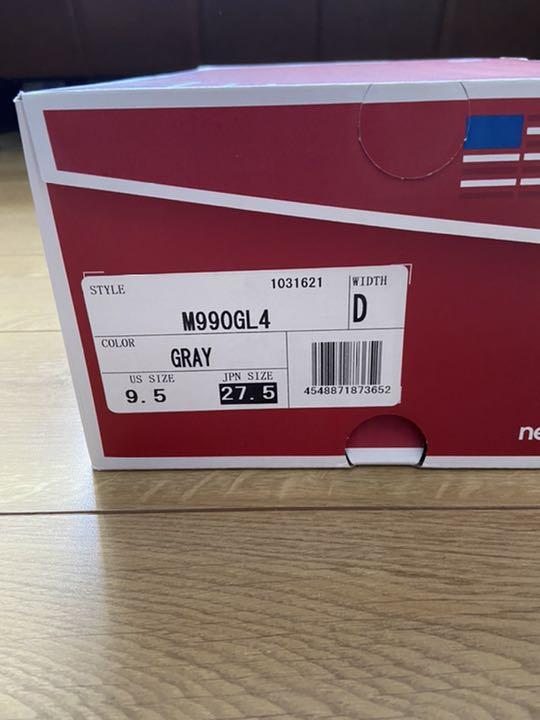 STYLE 1031621 WIDTH
M990GL4 D
COLOR
GRAY
US SIZE JPN SIZE
9.5 27.5
4548871873652
ne